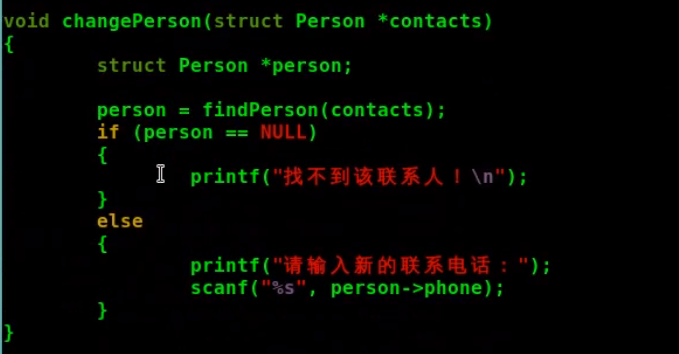 void changePerson(struct Person *contacts)
{
struct Person *person;
person = findPerson(contacts);
if (person == NULL)
{
printf("找不到该联系人！\n");
}
else
{
printf("请输入新的联系电话：");
scanf("%s", person->phone);
}
}